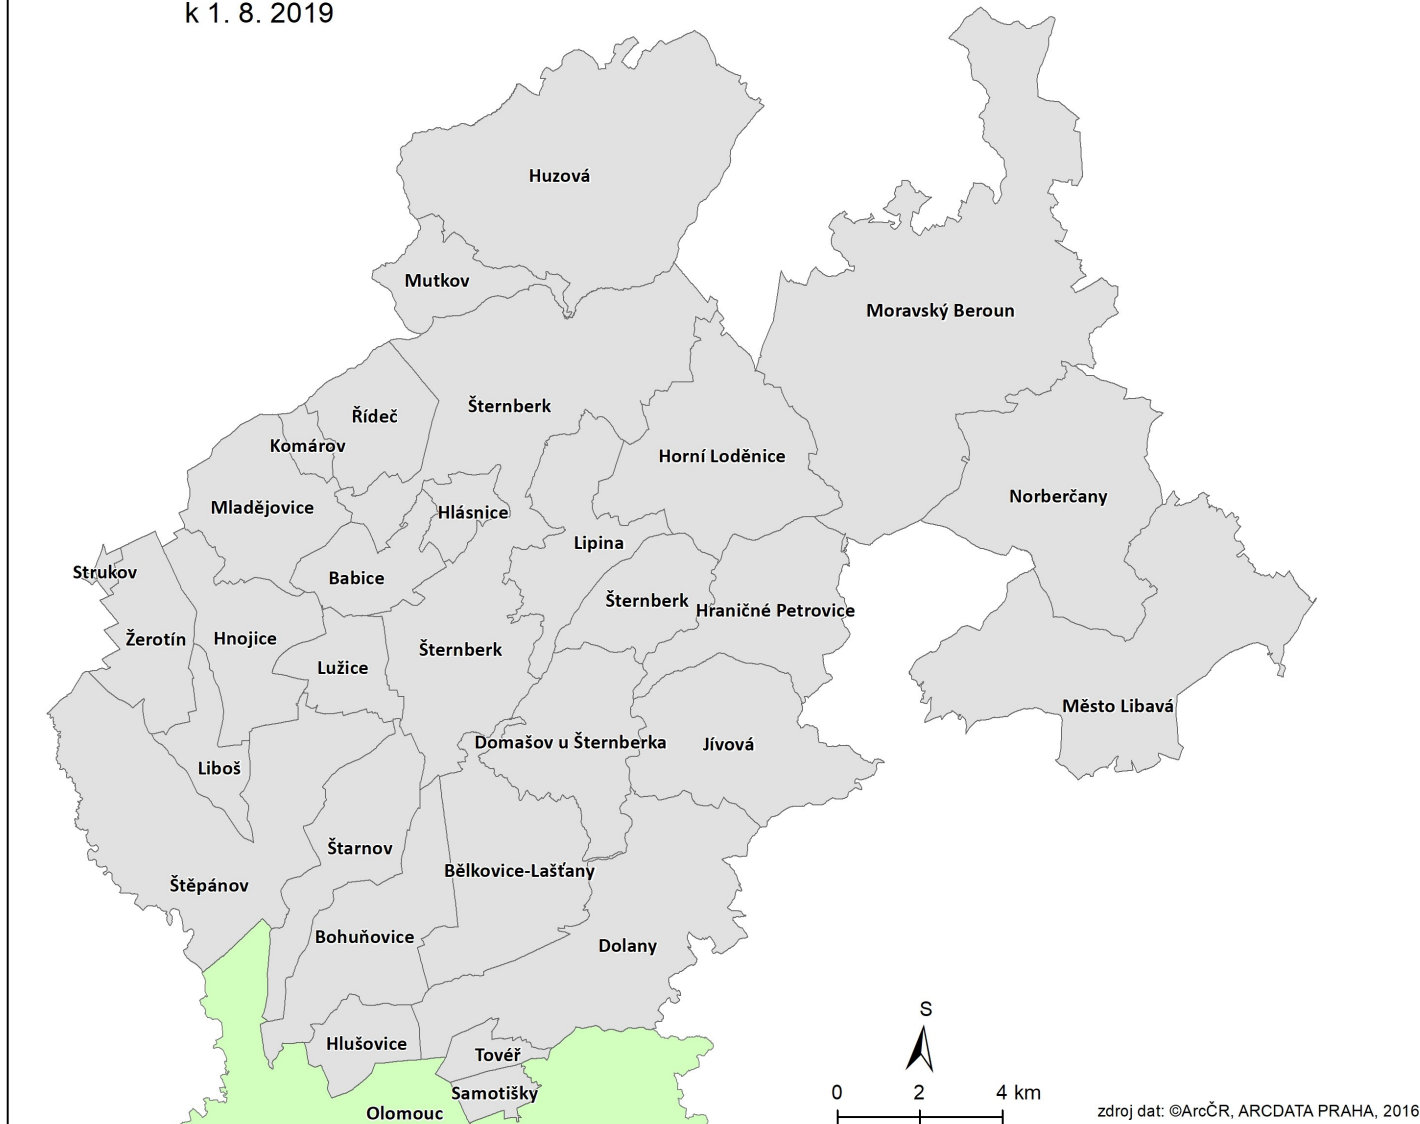 k 1. 8. 2019
Huzová
Mutkov
Moravský Beroun
Šternberk
Řídeč
Komárov
Horní Loděnice
Norberčany
Mladějovice
Hlásnice
Lipina
Strukov
Babice
Šternberk
Hraničné Petrovice
Žerotín
Hnojice
Šternberk
Lužice
Město Libavá
Domašov u Šternberka
Jívová
Liboš
Štarnov
Bělkovice-Lašťany
Štěpánov
Bohuňovice
Dolany
S
Hlušovice
Tovéř
Samotišky
0 2 4 km
Olomouc
zdroj dat: ©ArcČR, ARCDATA PRAHA, 2016